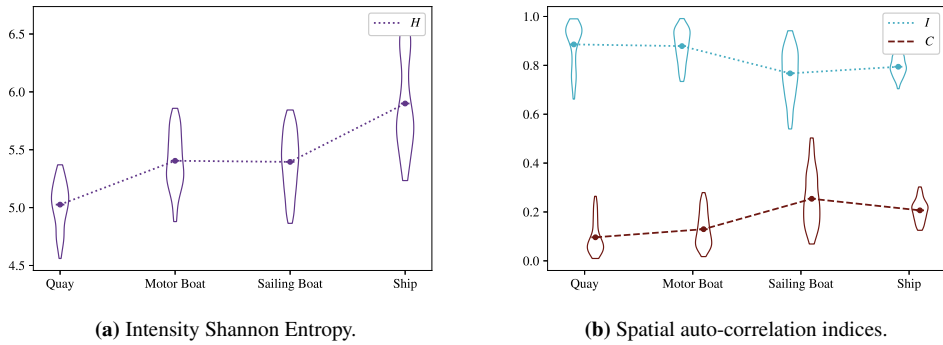 6.5
6.0
5.5
5.0
4.5
H
Quay Motor Boat Sailing Boat Ship
(a) Intensity Shannon Entropy.
1.0
0.8
0.6
0.4
0.2
0.0
I
C
Quay Motor Boat Sailing Boat Ship
(b) Spatial auto-correlation indices.